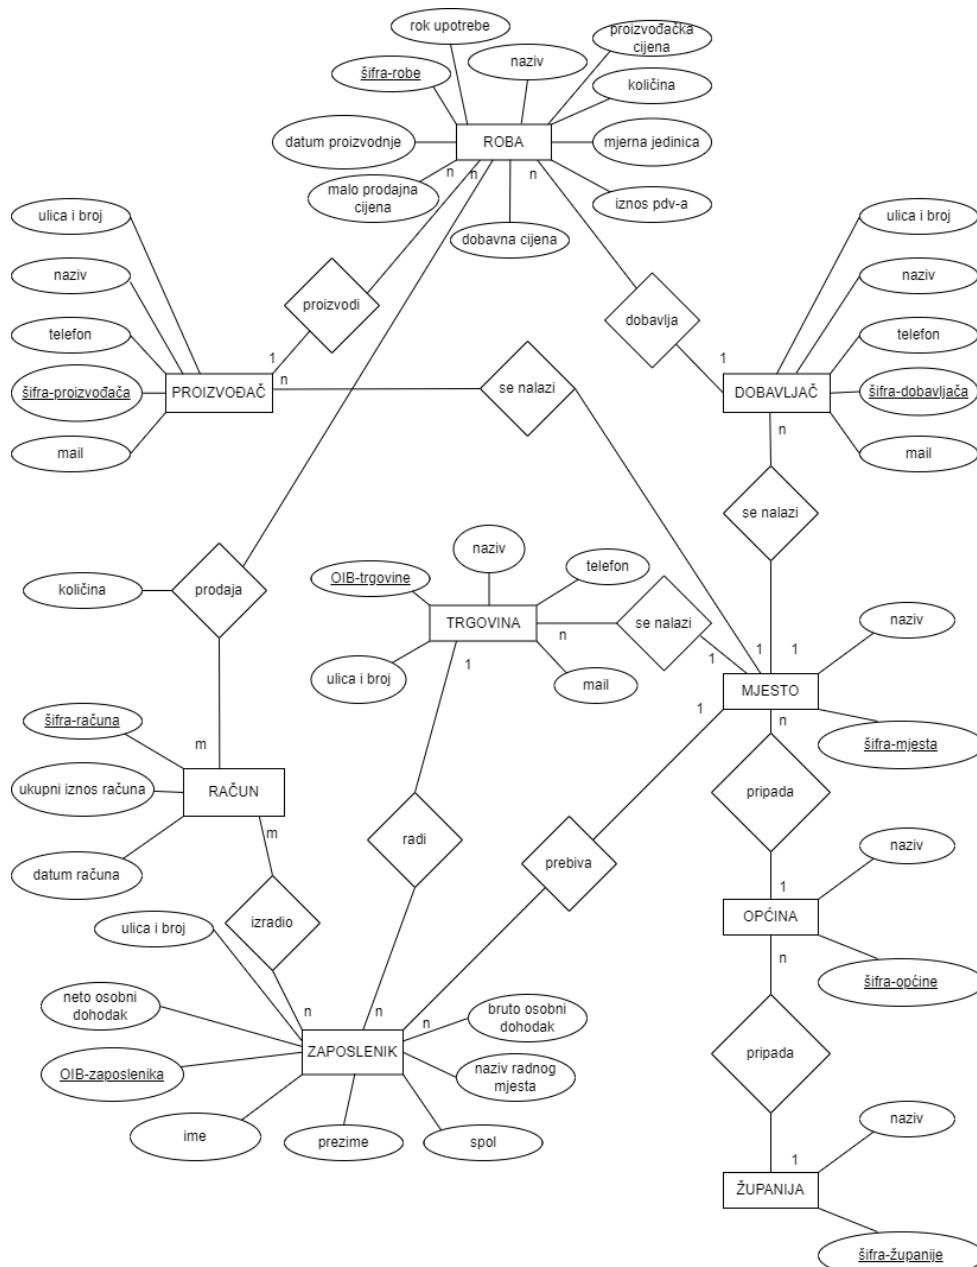 rok upotrebe
proizvođačka
cijena
naziv
šifra-robe
količina
datum proizvodnje
ROBA
mjerna jedinica
n
n
n
malo prodajna
cijena
iznos pdv-a
dobavna cijena
ulica i broj
ulica i broj
naziv
proizvodi
dobavlja
naziv
telefon
telefon
1
1
n
se nalazi
šifra-proizvođača
PROIZVOĐAČ
DOBAVLJAČ
šifra-dobavljača
n
mail
mail
se nalazi
naziv
telefon
OIB-trgovine
količina
prodaja
TRGOVINA
se nalazi
naziv
n
1
1
1
1
ulica i broj
mail
MJESTO
1
n
šifra-računa
šifra-mjesta
m
ukupni iznos računa
RAČUN
pripada
m
radi
naziv
datum računa
prebiva
1
izradio
OPĆINA
ulica i broj
n
šifra-općine
neto osobni
dohodak
bruto osobni
dohodak
n
n
n
ZAPOSLENIK
pripada
OIB-zaposlenika
naziv radnog
mjesta
naziv
ime
prezime
spol
1
ŽUPANIJA
šifra-županije